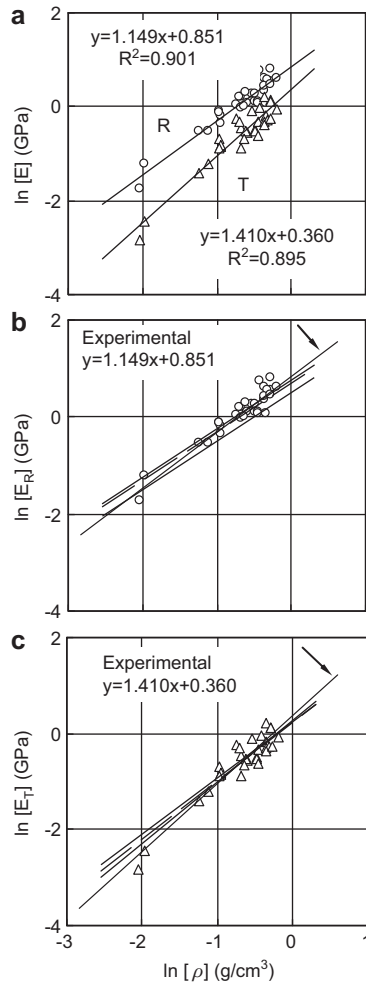 a
y=1.149x+0.851
R²=0.901
ln [E] (GPa)
2
0
-2
-4
R
T
y=1.410x+0.360
R²=0.895
b
Experimental
y=1.149x+0.851
ln [E_R] (GPa)
2
0
-2
-4
c
Experimental
y=1.410x+0.360
ln [E_T] (GPa)
2
0
-2
-4
-3 -2 -1 0 1
ln [ρ] (g/cm³)